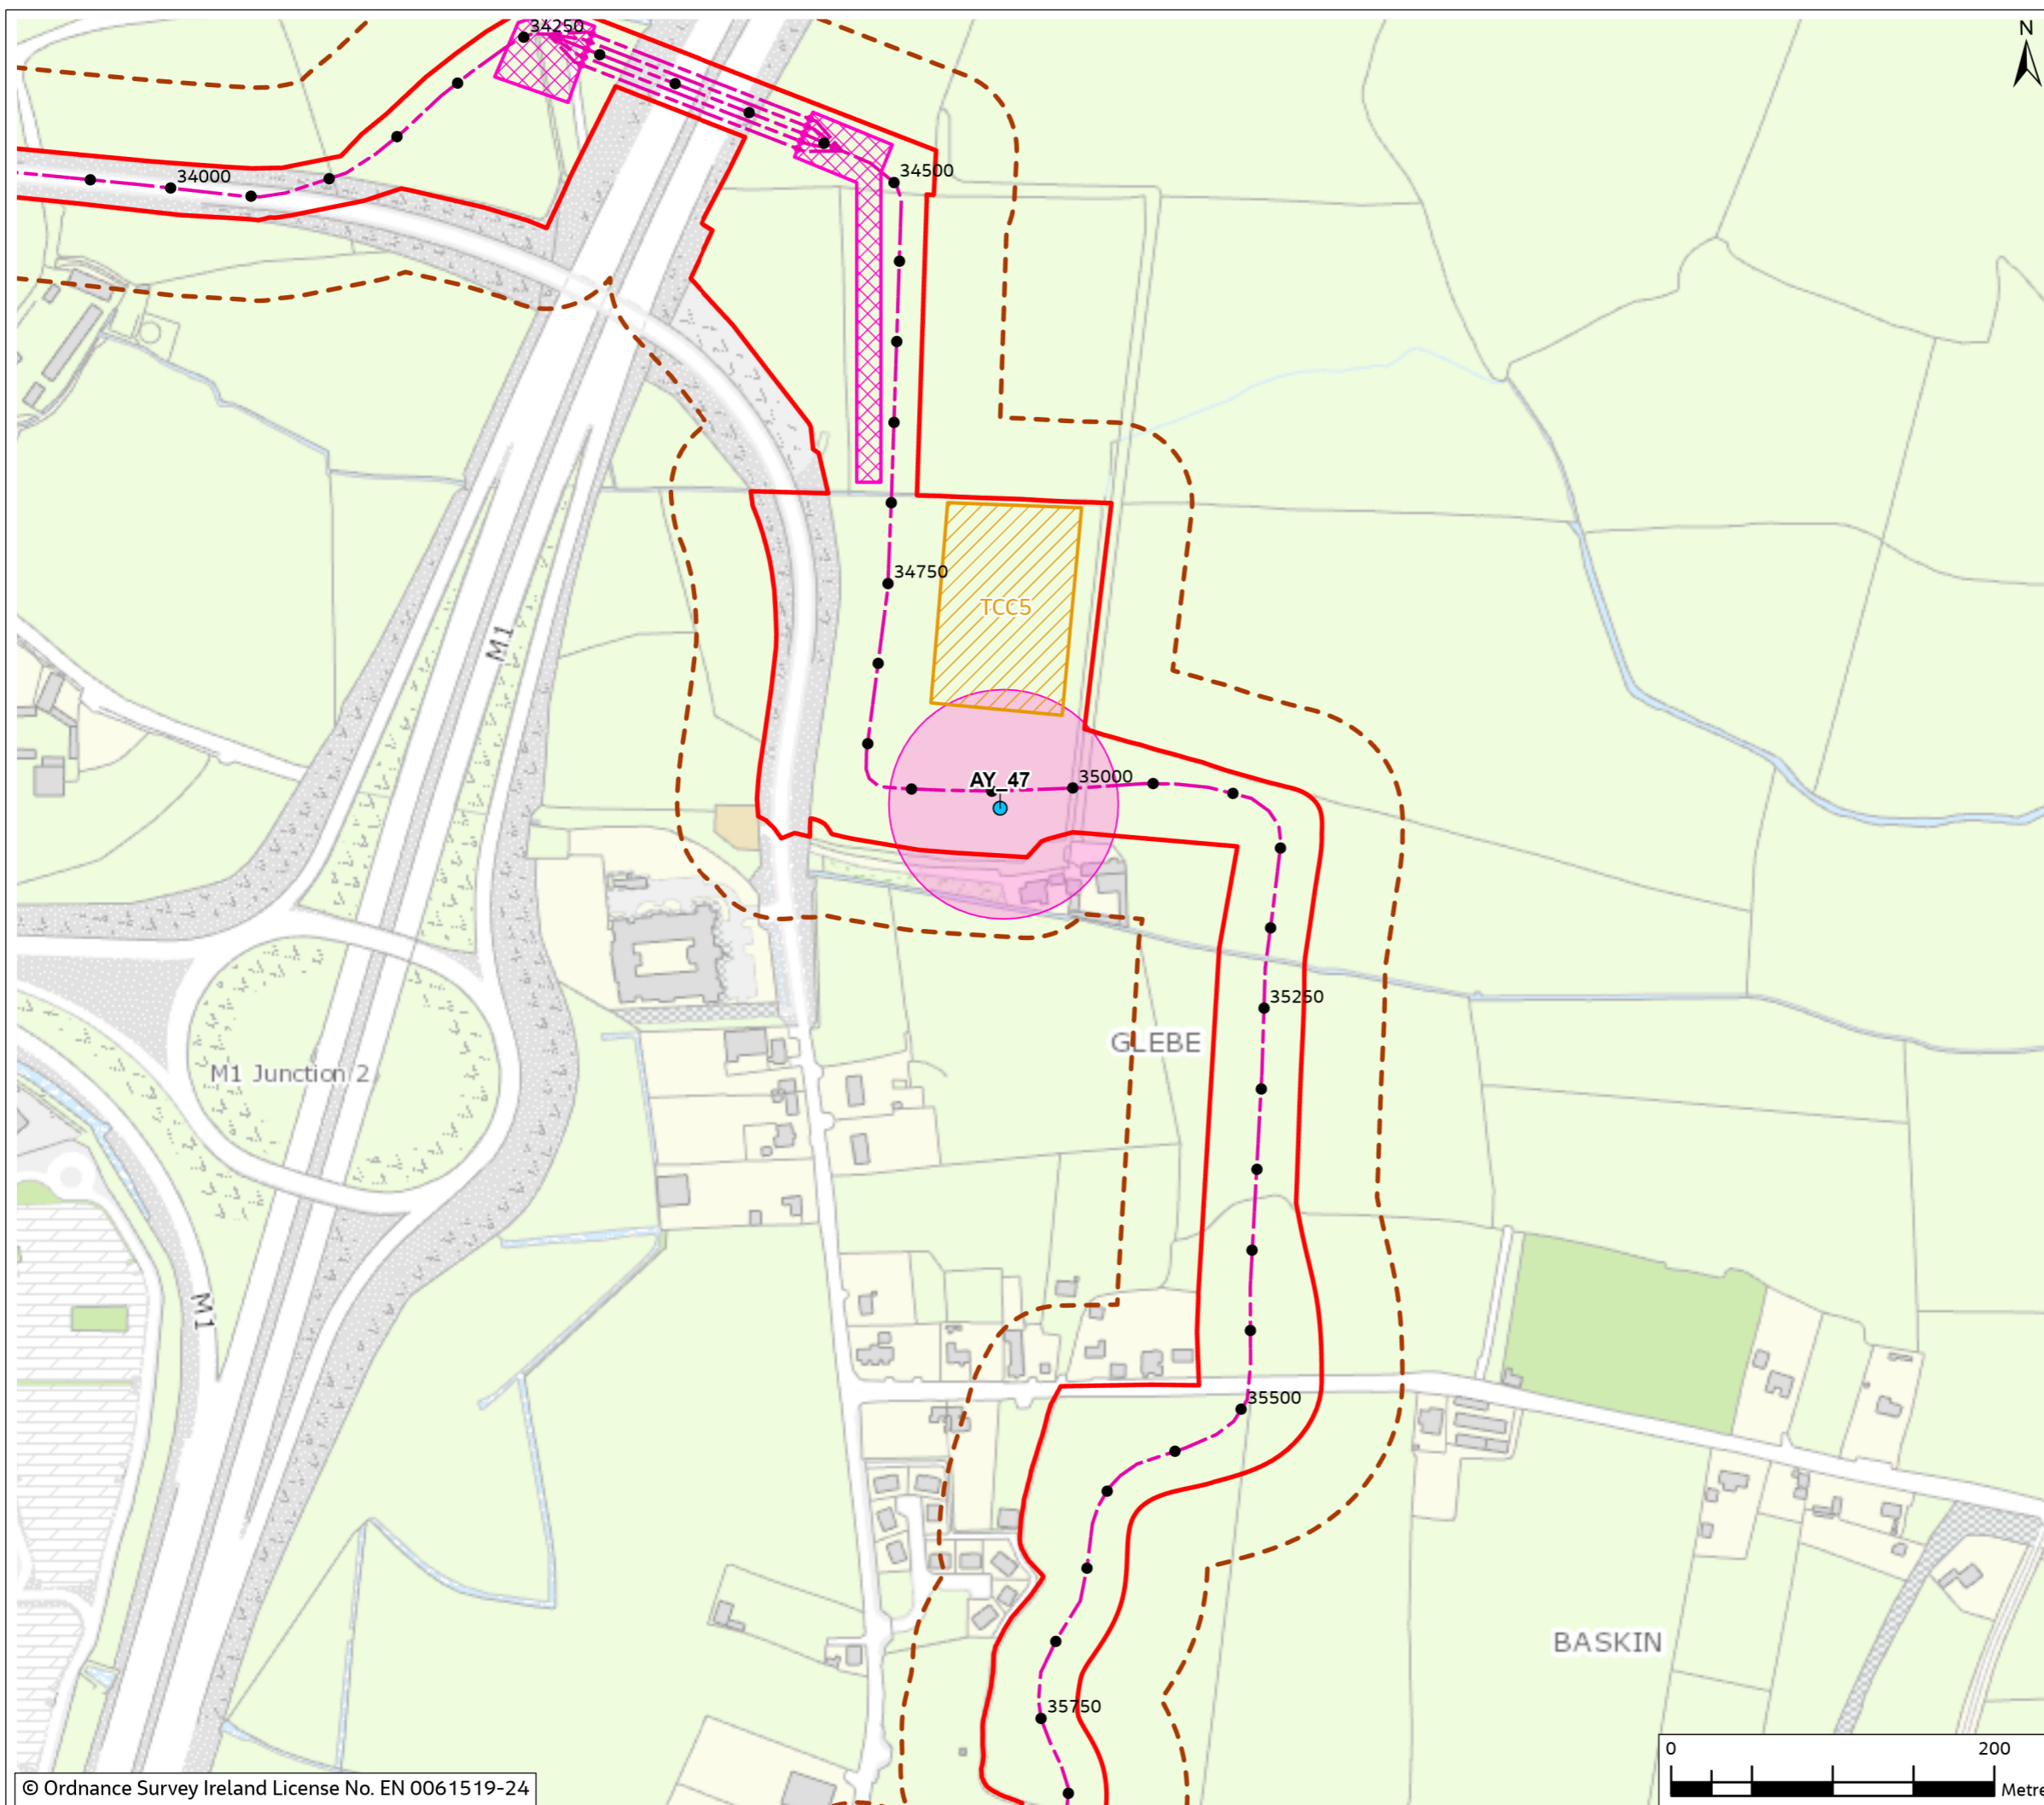 34250
N
34000
34500
34750
TCC5
M1
AY_47
35000
35250
GLEBE
M1 Junction 2
M1
35500
BASKIN
35750
0 200
Metre
© Ordnance Survey Ireland License No. EN 0061519-24